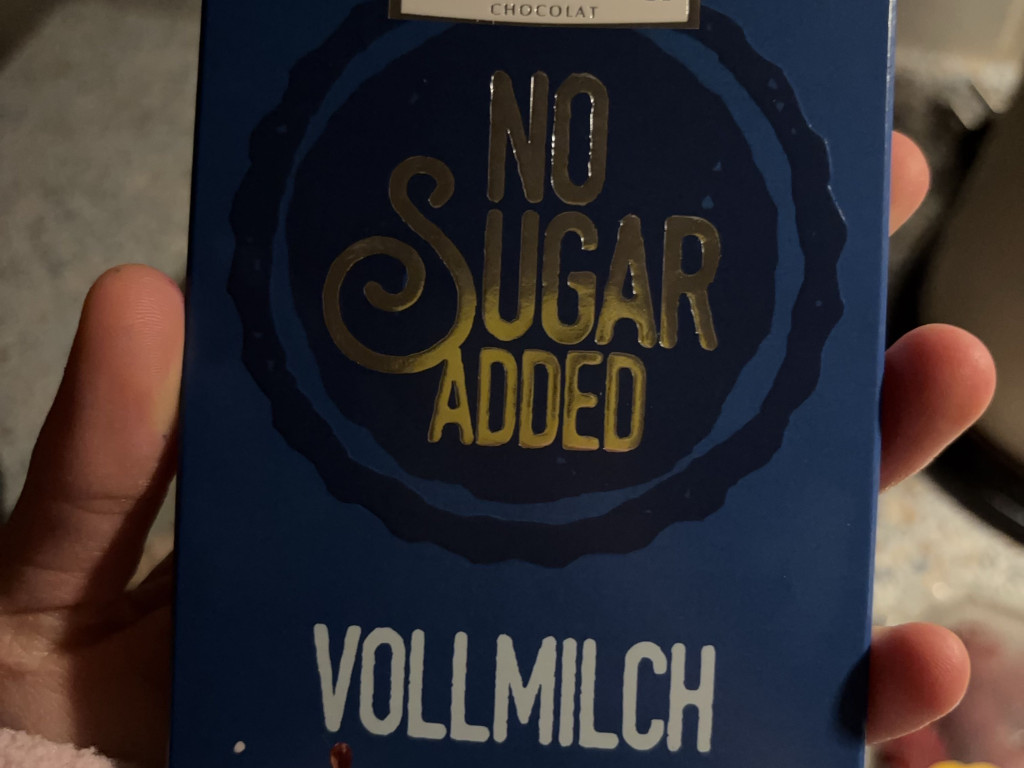 CHOCOLAT
NO
SUGAR
ADDED
VOLLMILCH